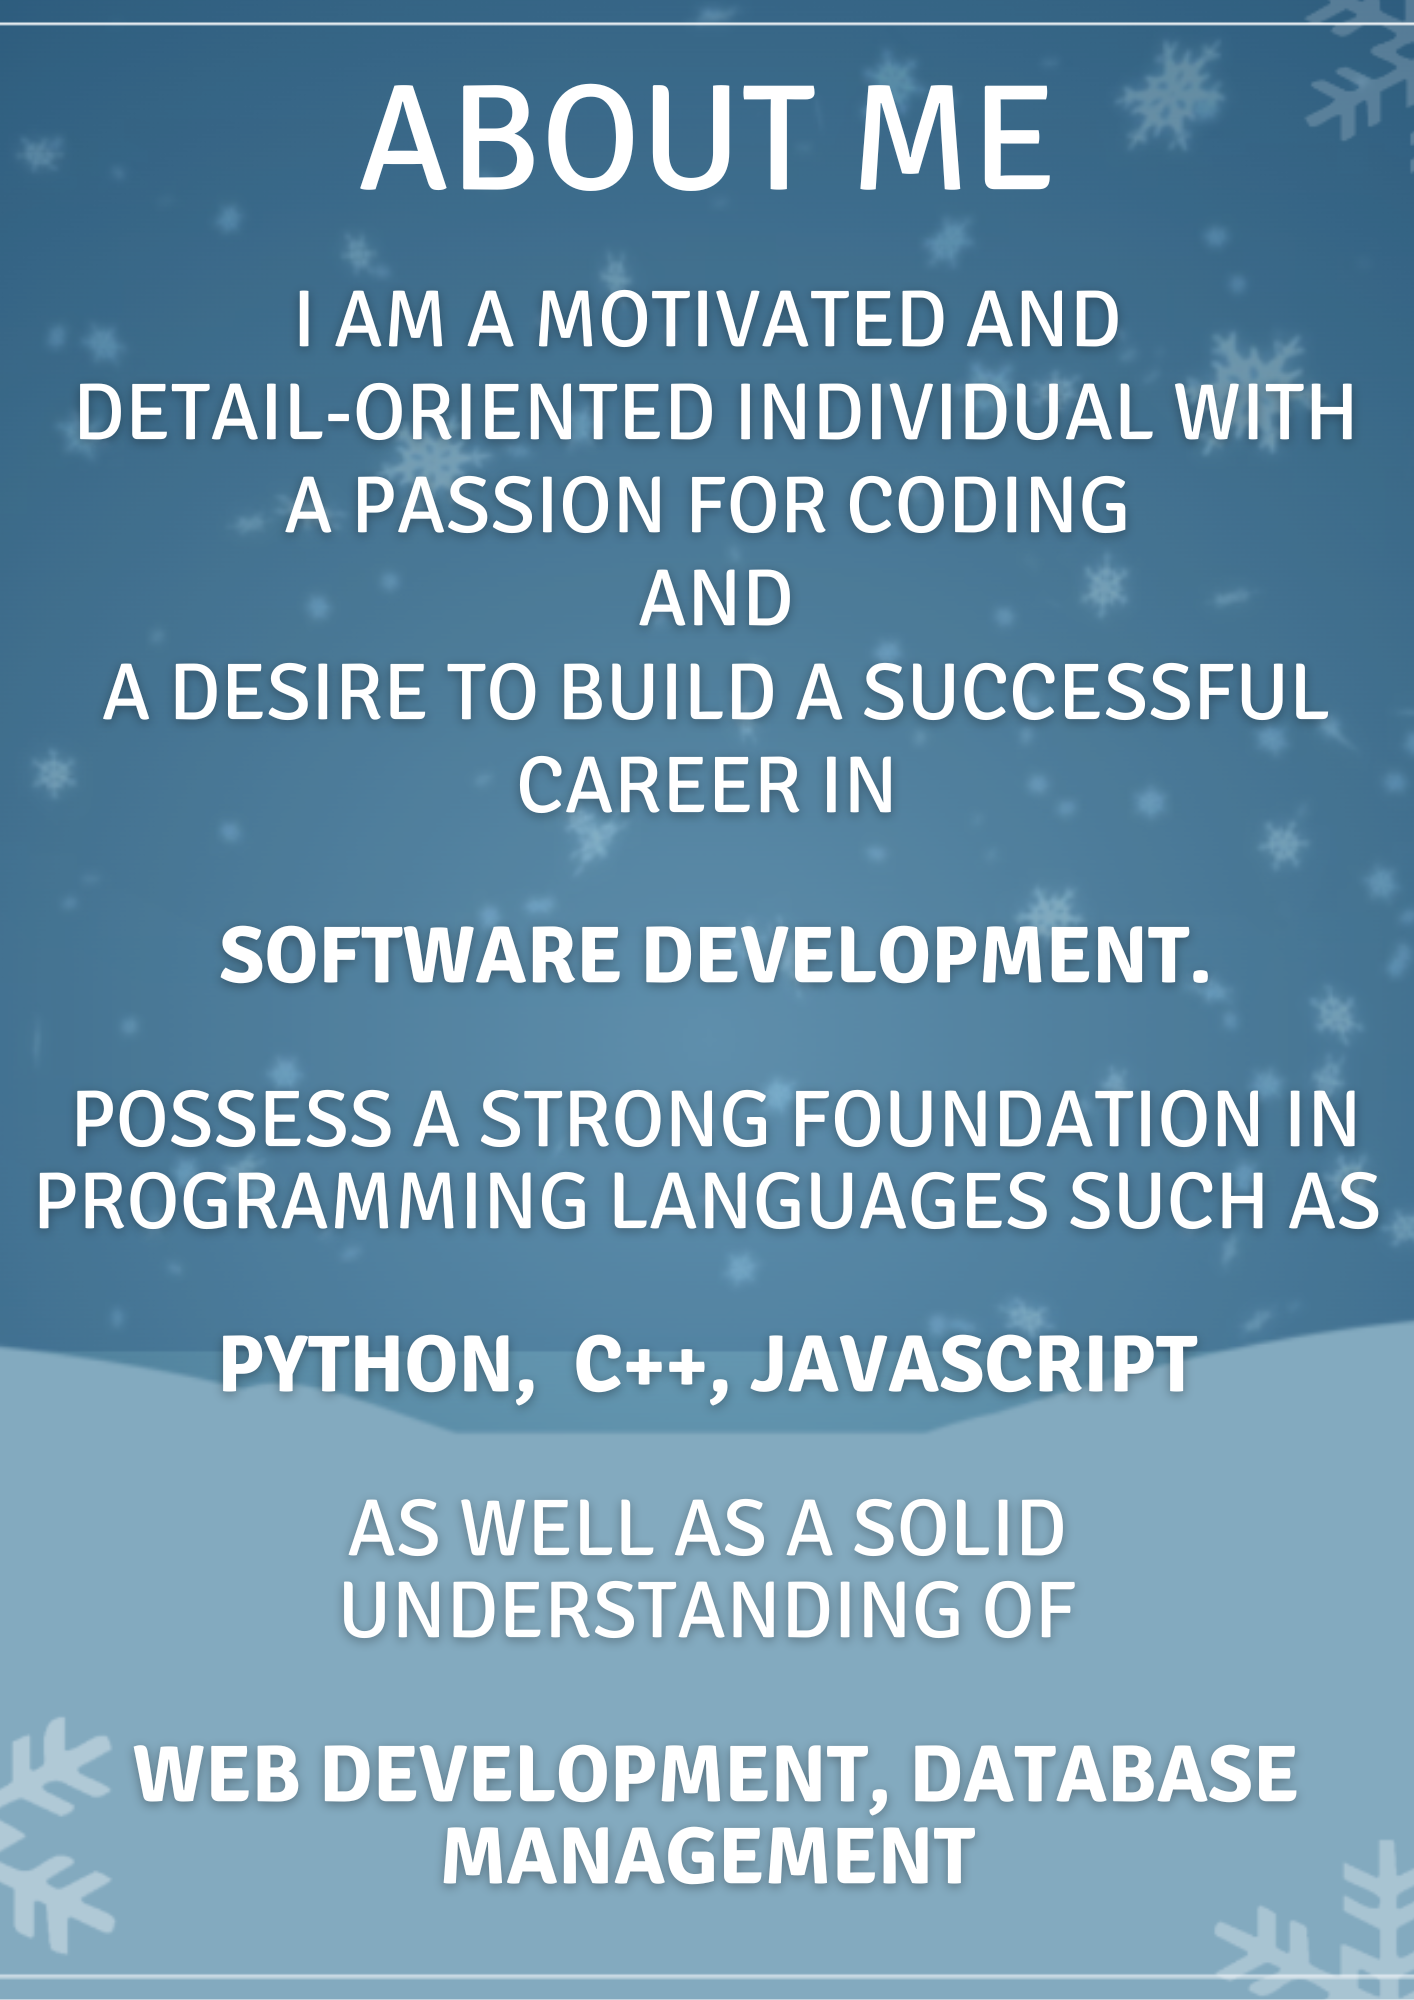 ABOUT ME
I AM A MOTIVATED AND
DETAIL-ORIENTED INDIVIDUAL WITH
A PASSION FOR CODING
AND
A DESIRE TO BUILD A SUCCESSFUL
CAREER IN
SOFTWARE DEVELOPMENT.
POSSESS A STRONG FOUNDATION IN
PROGRAMMING LANGUAGES SUCH AS
PYTHON,  C++, JAVASCRIPT
AS WELL AS A SOLID
UNDERSTANDING OF
WEB DEVELOPMENT, DATABASE
MANAGEMENT